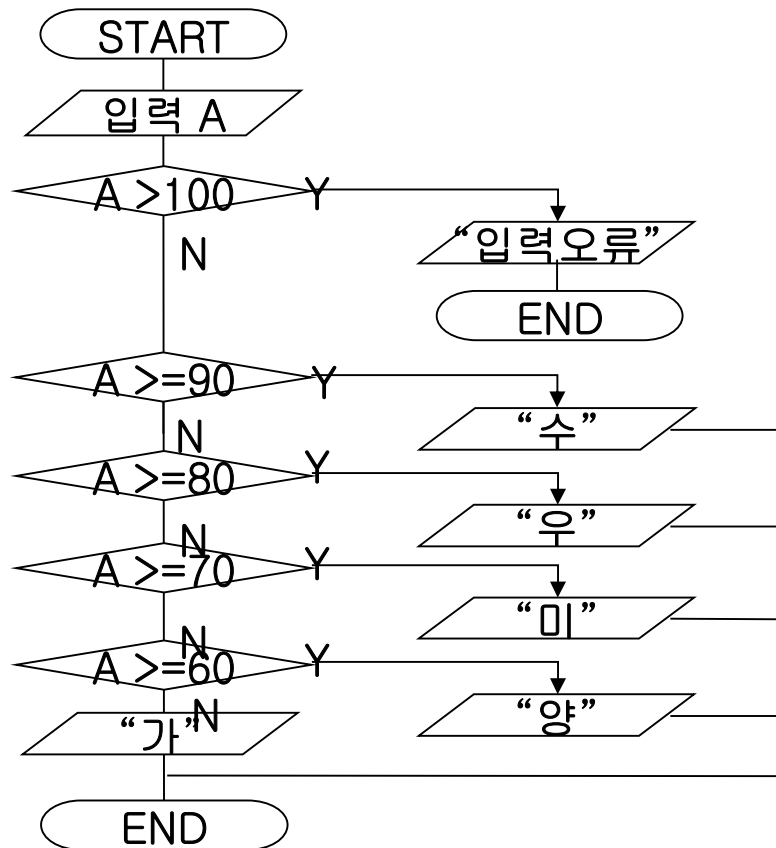 START
입력 A
A >100 Y
N
“입력오류”
END
A >=90 Y
“수”
N
A >=80 Y
“우”
N
A >=70 Y
“미”
N
A >=60 Y
“양”
N
“가”
END